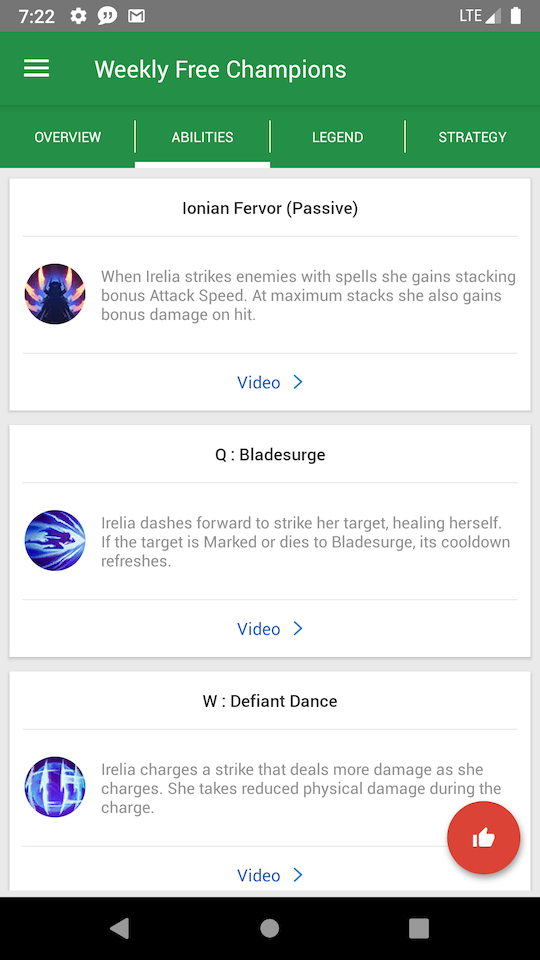 7:22
LTE
Weekly Free Champions
OVERVIEW
ABILITIES
LEGEND
STRATEGY
Ionian Fervor (Passive)
When Irelia strikes enemies with spells she gains stacking
bonus Attack Speed. At maximum stacks she also gains
bonus damage on hit.
Video
Q : Bladesurge
Irelia dashes forward to strike her target, healing herself.
If the target is Marked or dies to Bladesurge, its cooldown
refreshes.
Video
W : Defiant Dance
Irelia charges a strike that deals more damage as she
charges. She takes reduced physical damage during the
charge.
Video